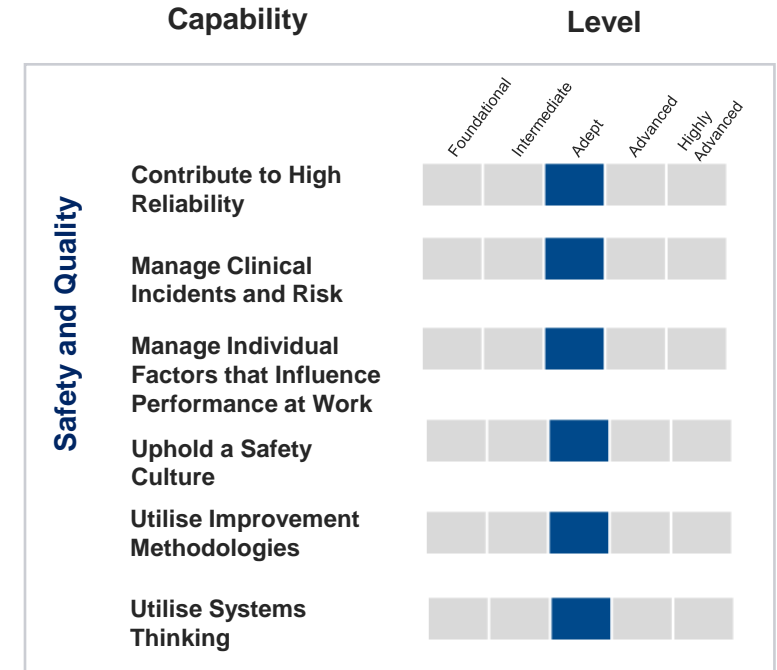 Capability
Level
Foundational
Intermediate
Adept
Advanced
Highly
Advanced
Safety and Quality
Contribute to High
Reliability
Manage Clinical
Incidents and Risk
Manage Individual
Factors that Influence
Performance at Work
Uphold a Safety
Culture
Utilise Improvement
Methodologies
Utilise Systems
Thinking